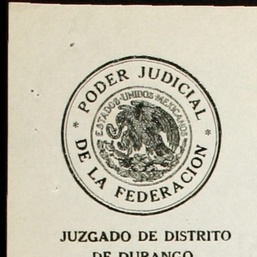 PODER JUDICIAL
ESTADOS UNIDOS MEXICANOS
DE LA FEDERACION
JUZGADO DE DISTRITO
DE DURANGO